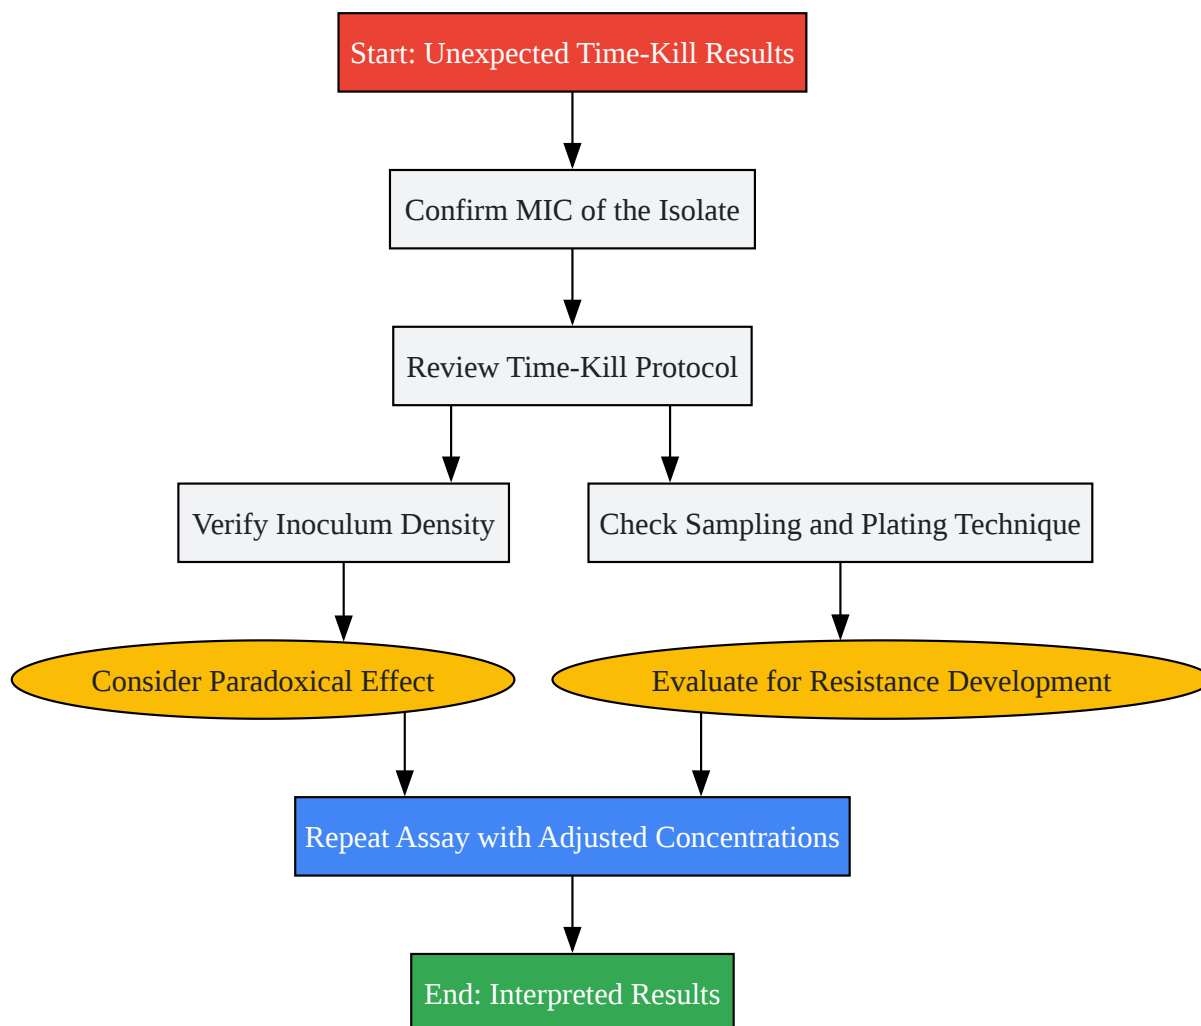 Start: Unexpected Time-Kill Results
Confirm MIC of the Isolate
Review Time-Kill Protocol
Verify Inoculum Density
Check Sampling and Plating Technique
Consider Paradoxical Effect
Evaluate for Resistance Development
Repeat Assay with Adjusted Concentrations
End: Interpreted Results